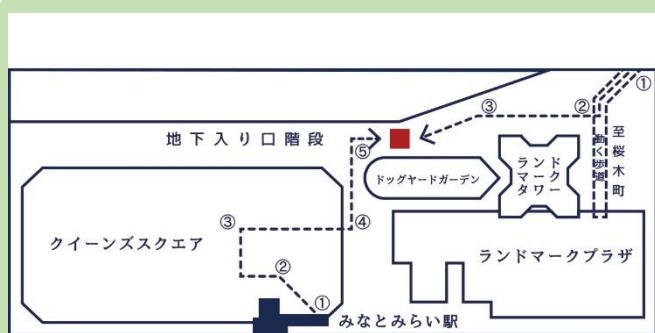 ①
②
③
至桜木町
動く歩道
地下入り口階段
⑤
ランド
マーク
タワー
ドッグヤードガーデン
③
④
クイーンズスクエア
②
ランドマークプラザ
①
みなとみらい駅